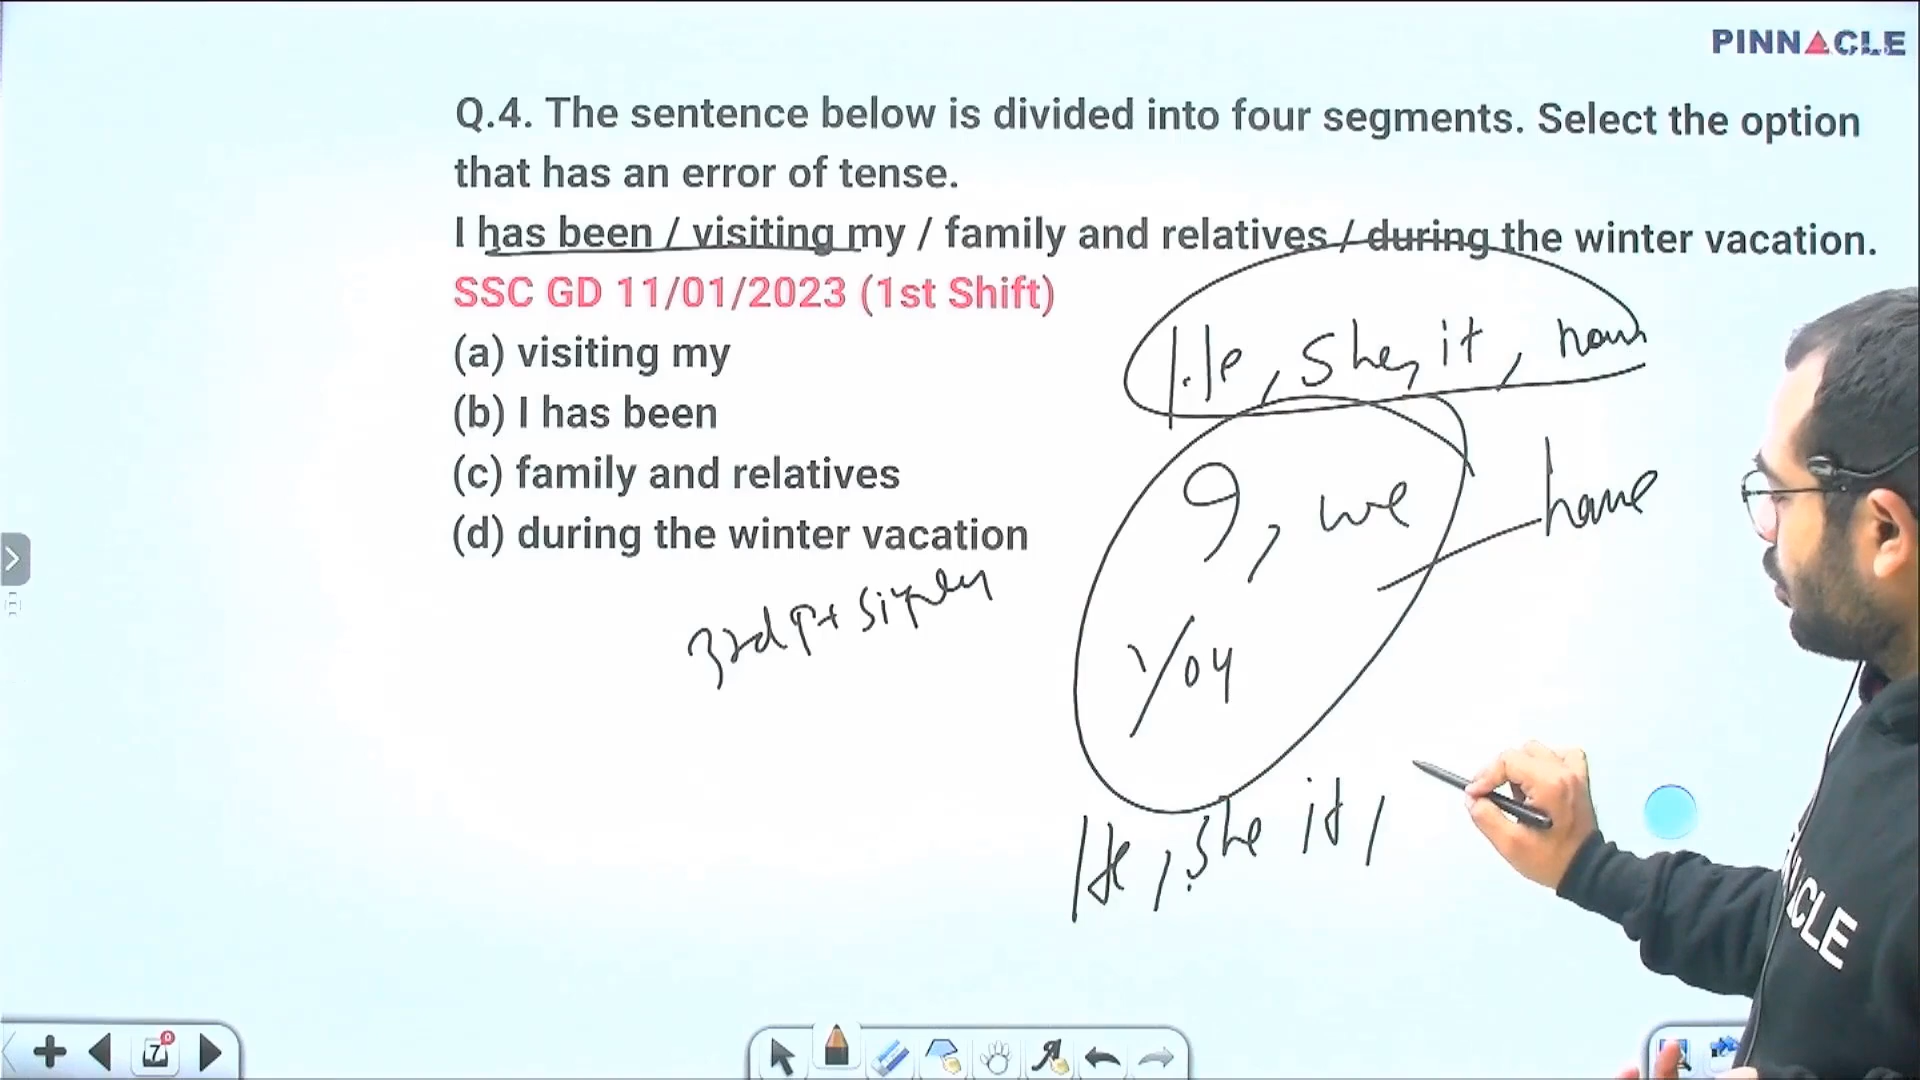 PINNACLE
Q.4. The sentence below is divided into four segments. Select the option
that has an error of tense.
I has been / visiting my / family and relatives / during the winter vacation.
SSC GD 11/01/2023 (1st Shift)
(a) visiting my
(b) I has been
(c) family and relatives
(d) during the winter vacation
He, She, it,
I, we
have
You
3rd P+
He, She it,
7
ACLE